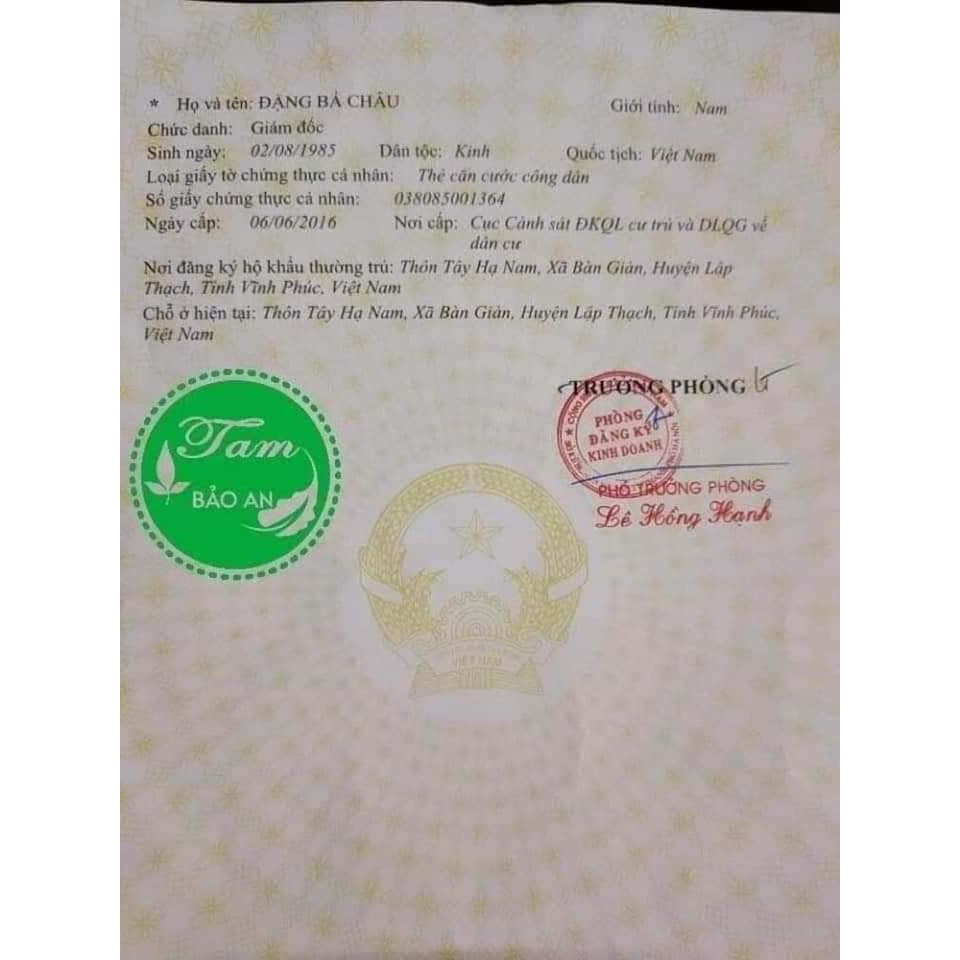 * Họ và tên: ĐẶNG BÁ CHÂU Giới tính: Nam
Chức danh: Giám đốc
Sinh ngày: 02/08/1985 Dân tộc: Kinh Quốc tịch: Việt Nam
Loại giấy tờ chứng thực cá nhân: Thẻ căn cước công dân
Số giấy chứng thực cá nhân: 038085001364
Ngày cấp: 06/06/2016 Nơi cấp: Cục Cảnh sát ĐKQL cư trú và DLQG về
dân cư
Nơi đăng ký hộ khẩu thường trú: Thôn Tây Hạ Nam, Xã Bàn Giản, Huyện Lập
Thạch, Tỉnh Vĩnh Phúc, Việt Nam
Chỗ ở hiện tại: Thôn Tây Hạ Nam, Xã Bàn Giản, Huyện Lập Thạch, Tỉnh Vĩnh Phúc,
Việt Nam
TRƯỞNG PHÒNG
PHÒNG
ĐĂNG KÝ
KINH DOANH
PHÓ TRƯỞNG PHÒNG
Lê Hồng Hạnh
Tam
BẢO AN
VIỆT NAM